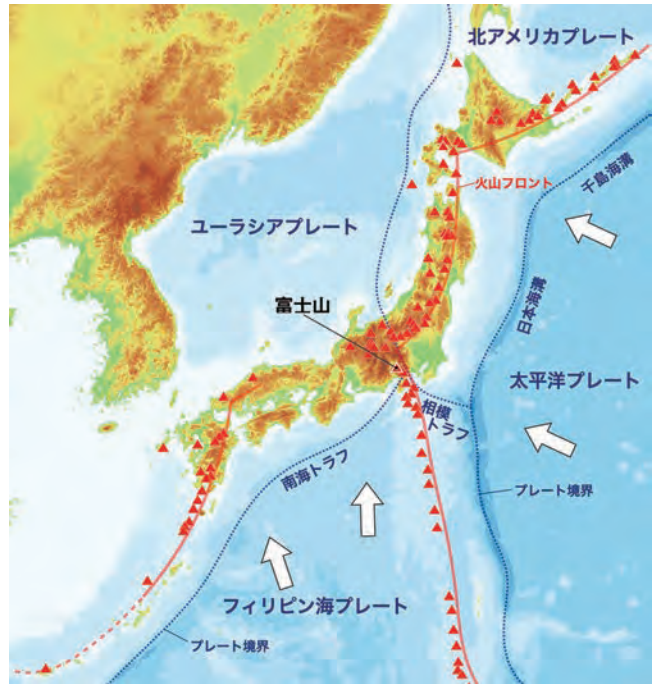 北アメリカプレート
火山フロント
千島海溝
ユーラシアプレート
富士山
日本海溝
太平洋プレート
相模
トラフ
南海トラフ
プレート境界
フィリピン海プレート
プレート境界